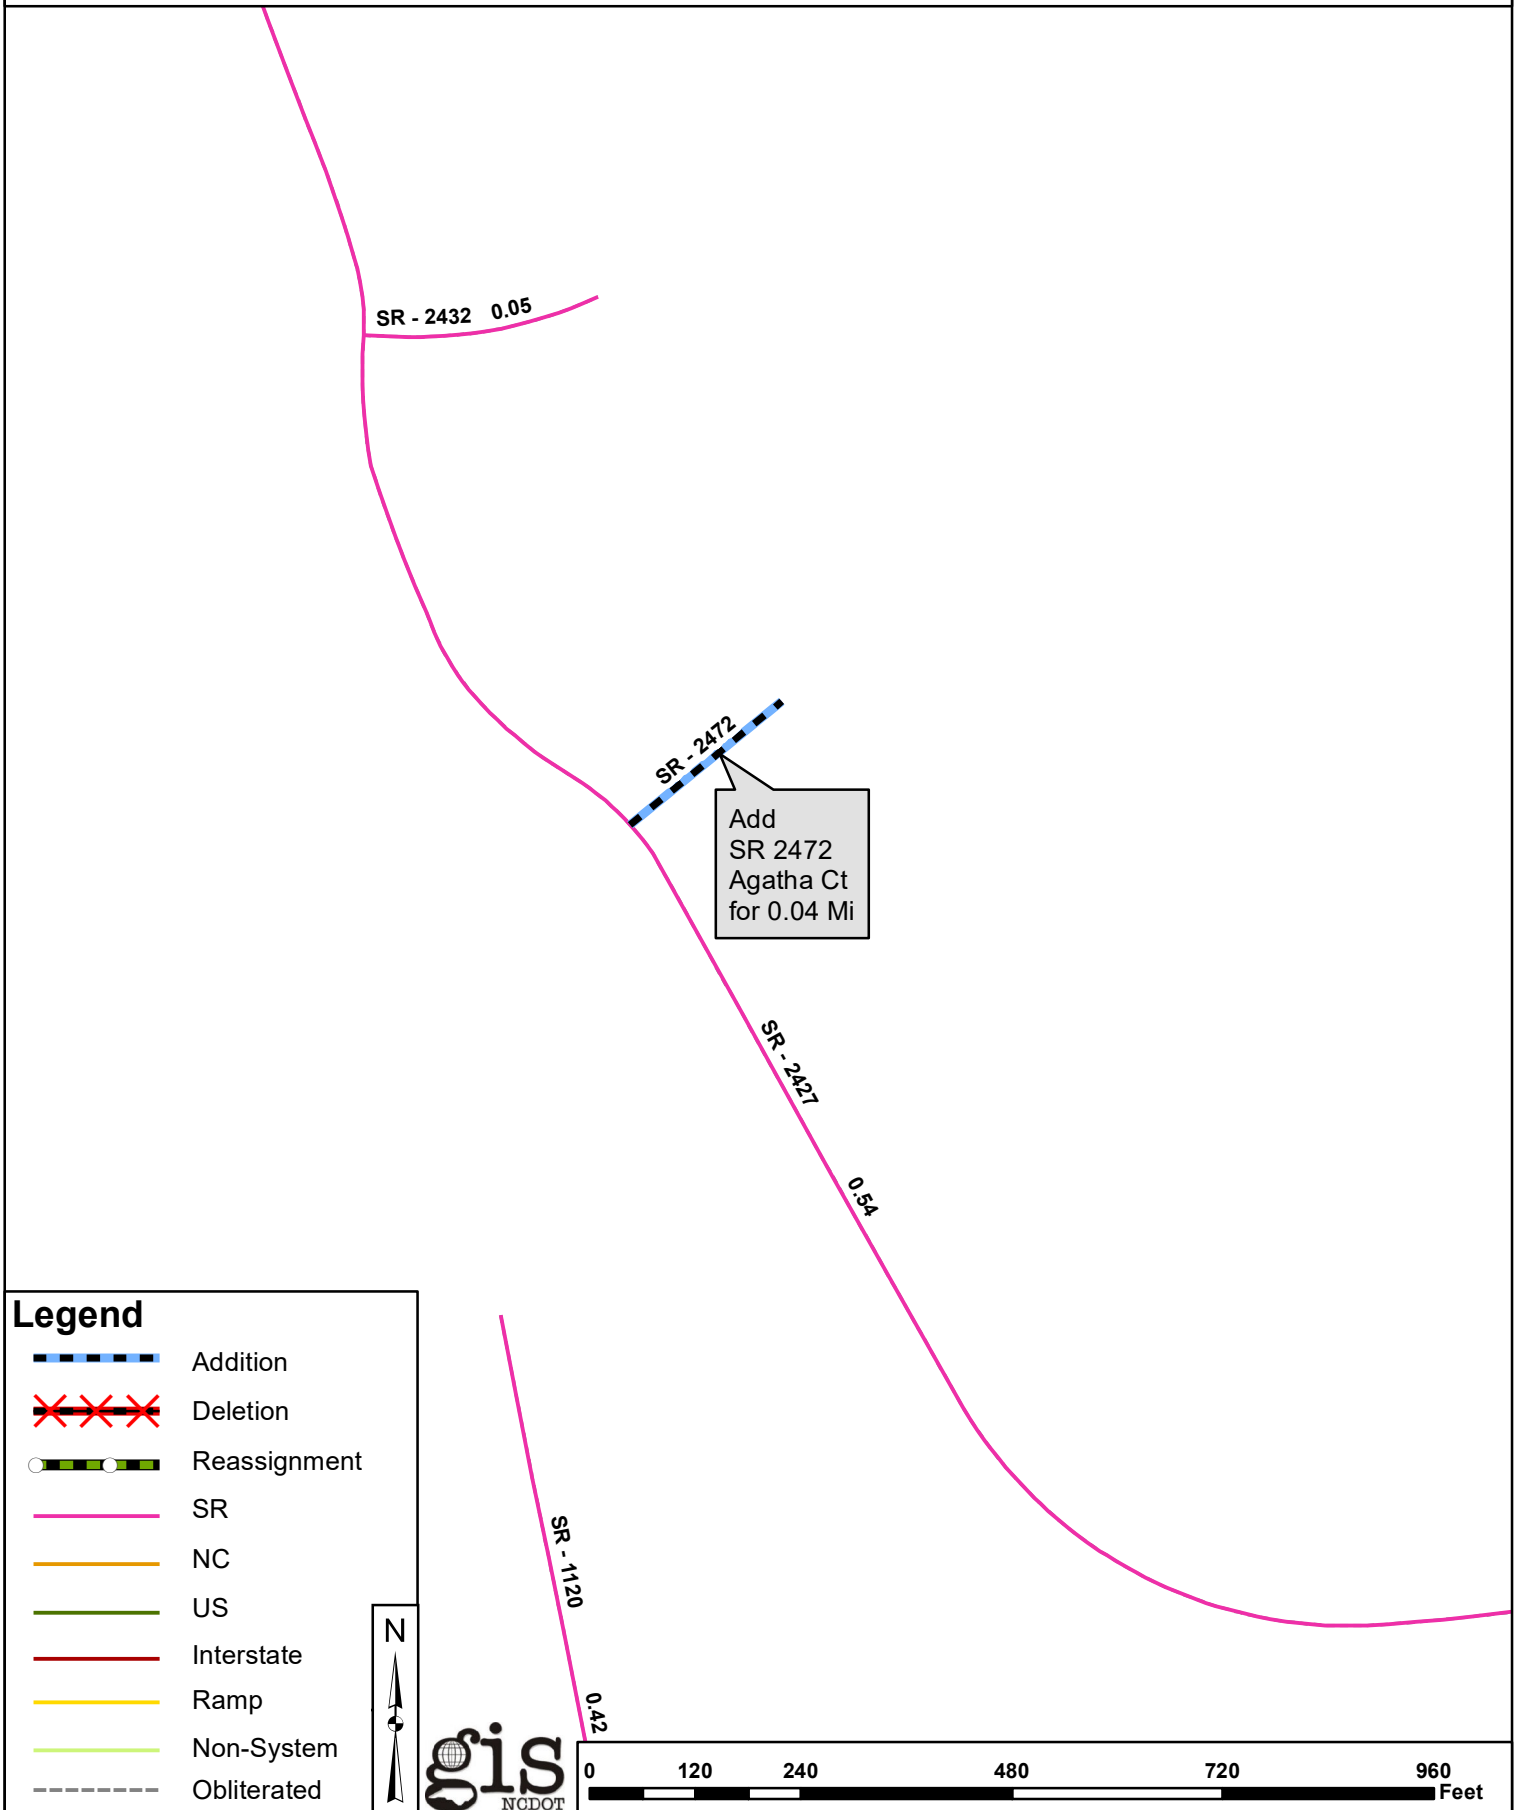 SR - 2432 0.05
SR - 2472
Add
SR 2472
Agatha Ct
for 0.04 Mi
SR - 2427
0.54
SR - 1120
0.42
Legend
Addition
Deletion
Reassignment
SR
NC
US
Interstate
Ramp
Non-System
Obliterated
N
gis
NCDOT
0 120 240 480 720 960
Feet